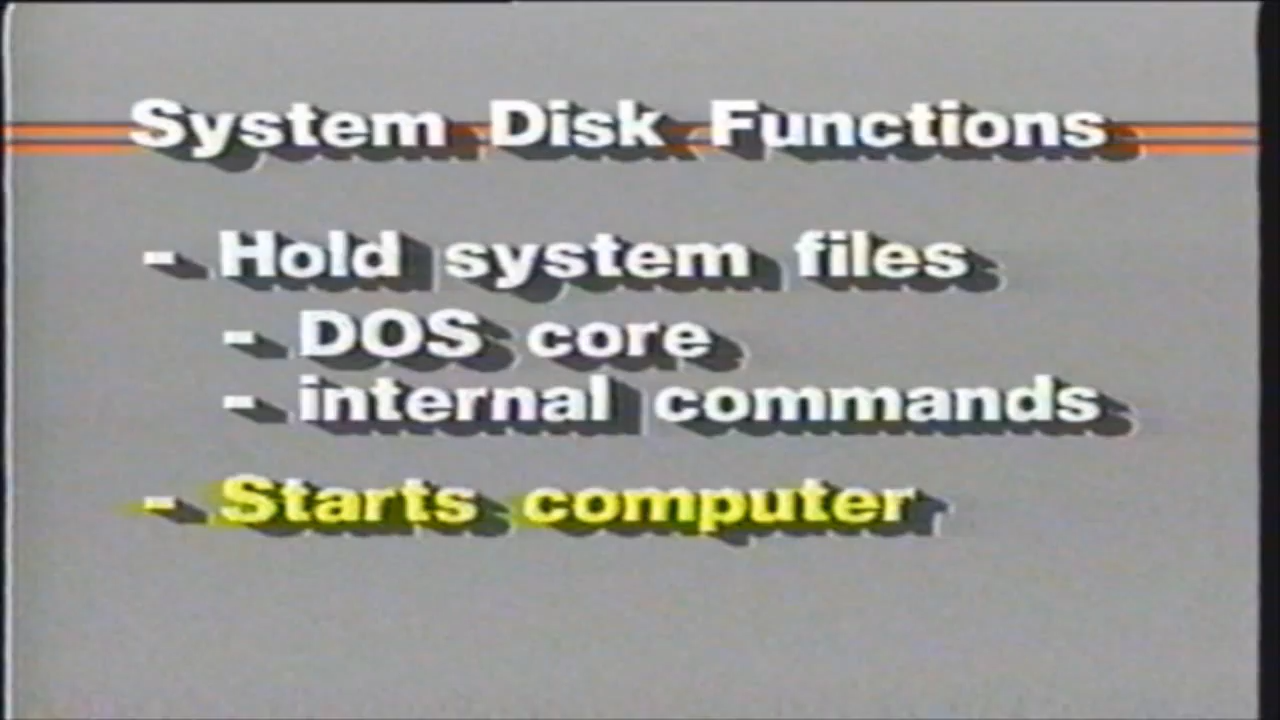 System Disk Functions
- Hold system files
- DOS core
- internal commands
- Starts computer